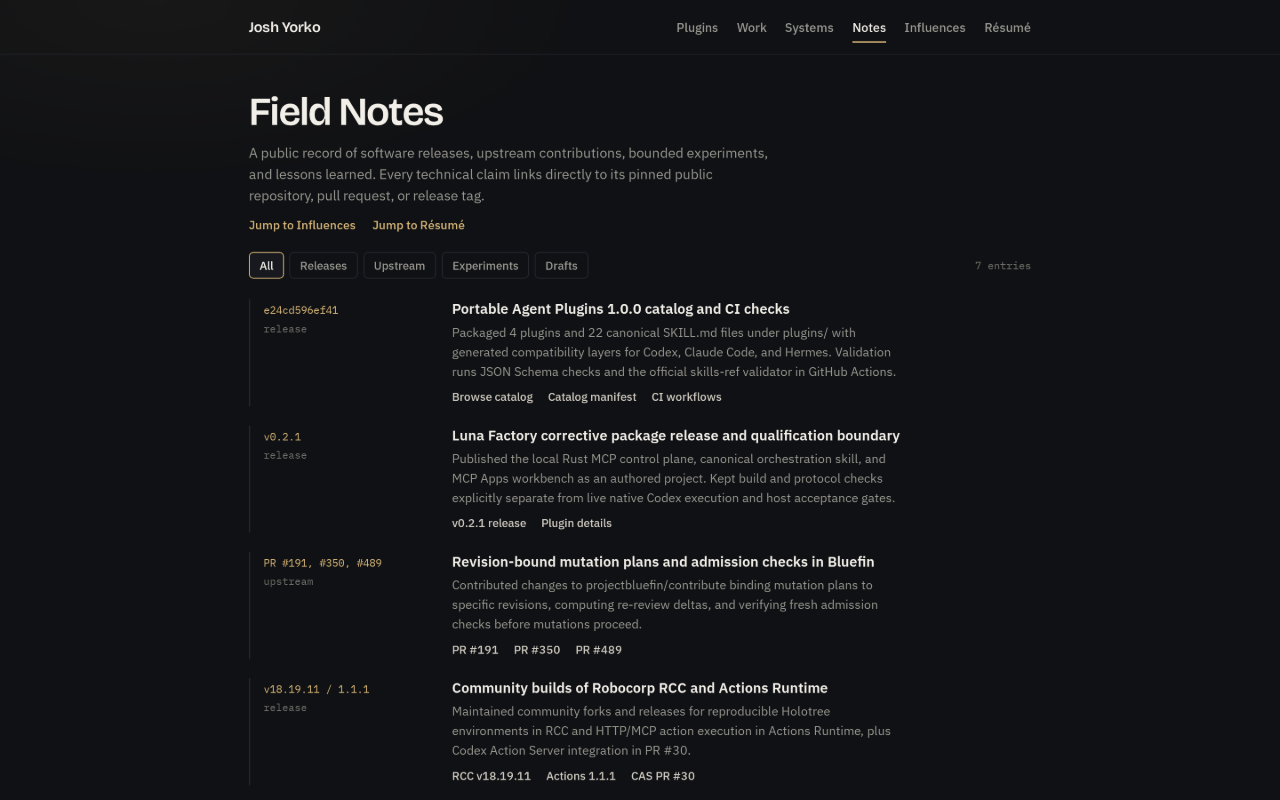 Josh Yorko
Plugins Work Systems Notes Influences Résumé
Field Notes
A public record of software releases, upstream contributions, bounded experiments,
and lessons learned. Every technical claim links directly to its pinned public
repository, pull request, or release tag.
Jump to Influences Jump to Résumé
All Releases Upstream Experiments Drafts 7 entries
e24cd596ef41
release
Portable Agent Plugins 1.0.0 catalog and CI checks
Packaged 4 plugins and 22 canonical SKILL.md files under plugins/ with
generated compatibility layers for Codex, Claude Code, and Hermes. Validation
runs JSON Schema checks and the official skills-ref validator in GitHub Actions.
Browse catalog Catalog manifest CI workflows
v0.2.1
release
Luna Factory corrective package release and qualification boundary
Published the local Rust MCP control plane, canonical orchestration skill, and
MCP Apps workbench as an authored project. Kept build and protocol checks
explicitly separate from live native Codex execution and host acceptance gates.
v0.2.1 release Plugin details
PR #191, #350, #489
upstream
Revision-bound mutation plans and admission checks in Bluefin
Contributed changes to projectbluefin/contribute binding mutation plans to
specific revisions, computing re-review deltas, and verifying fresh admission
checks before mutations proceed.
PR #191 PR #350 PR #489
v18.19.11 / 1.1.1
release
Community builds of Robocorp RCC and Actions Runtime
Maintained community forks and releases for reproducible Holotree
environments in RCC and HTTP/MCP action execution in Actions Runtime, plus
Codex Action Server integration in PR #30.
RCC v18.19.11 Actions 1.1.1 CAS PR #30